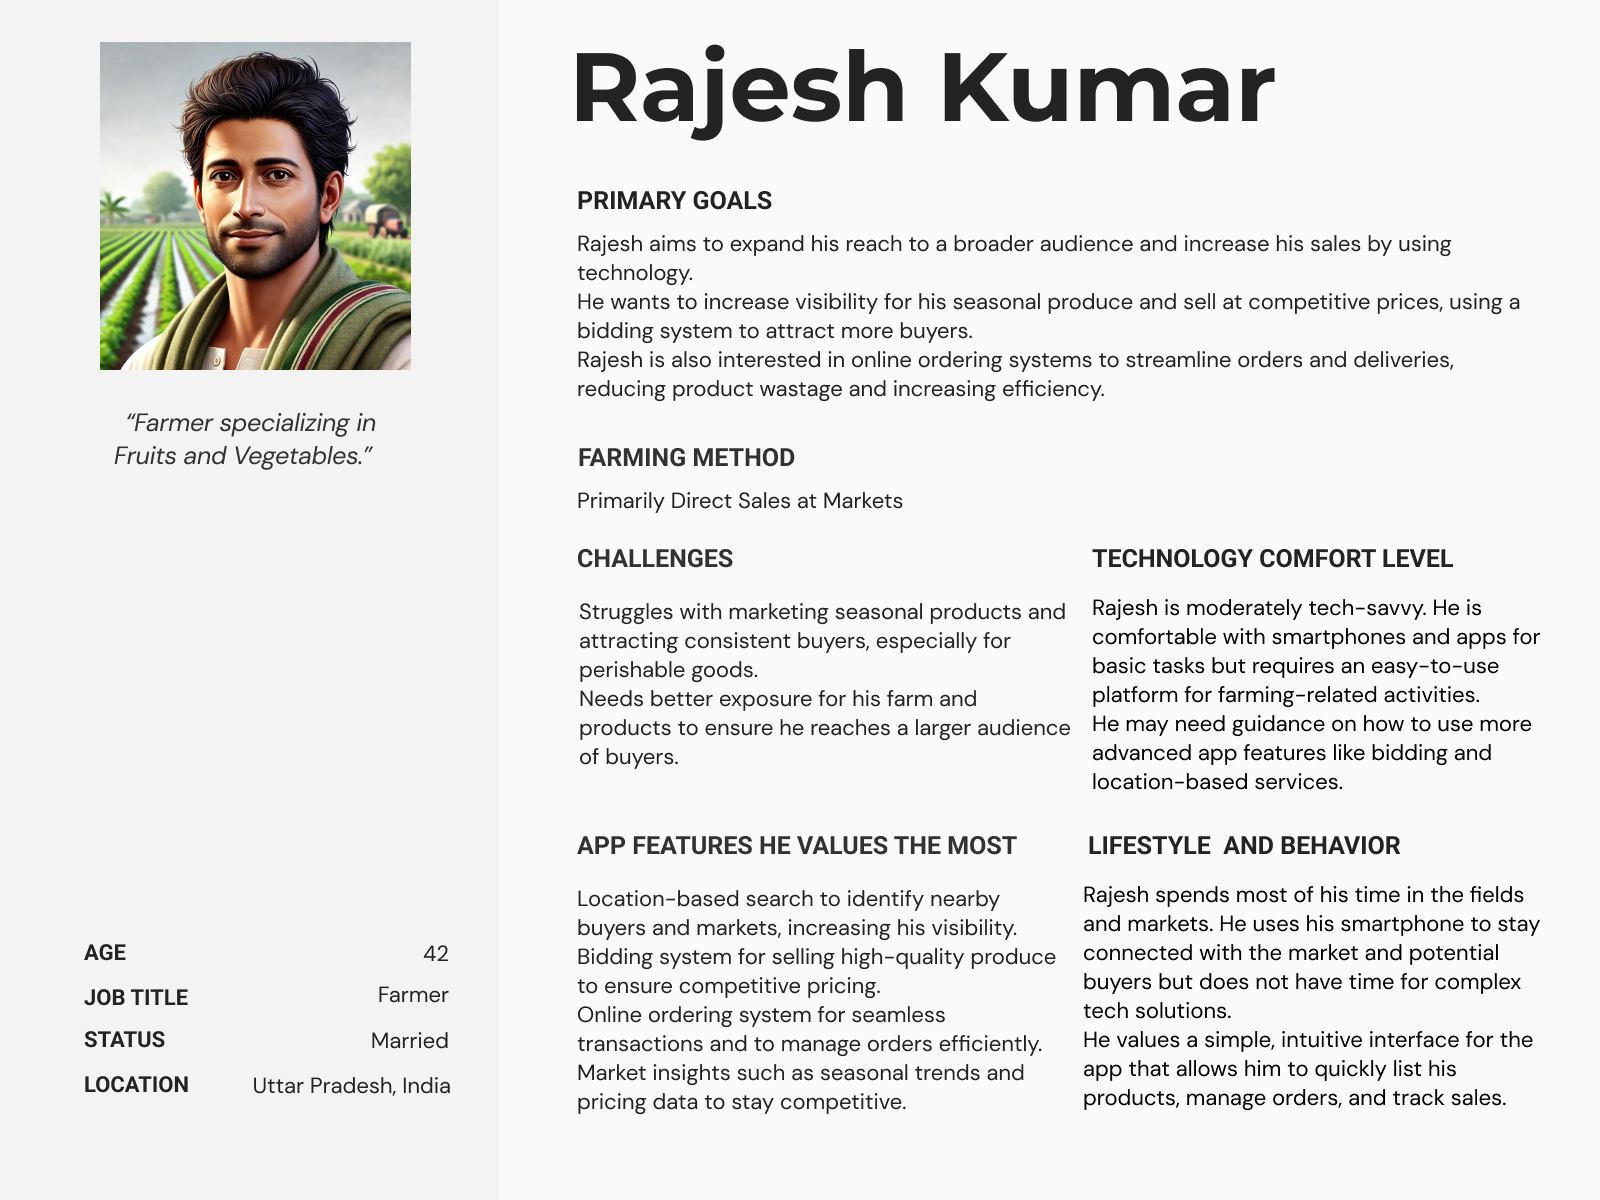 Rajesh Kumar
“Farmer specializing in
Fruits and Vegetables.”
AGE 42
JOB TITLE Farmer
STATUS Married
LOCATION Uttar Pradesh, India
PRIMARY GOALS
Rajesh aims to expand his reach to a broader audience and increase his sales by using
technology.
He wants to increase visibility for his seasonal produce and sell at competitive prices, using a
bidding system to attract more buyers.
Rajesh is also interested in online ordering systems to streamline orders and deliveries,
reducing product wastage and increasing efficiency.
FARMING METHOD
Primarily Direct Sales at Markets
CHALLENGES
Struggles with marketing seasonal products and
attracting consistent buyers, especially for
perishable goods.
Needs better exposure for his farm and
products to ensure he reaches a larger audience
of buyers.
TECHNOLOGY COMFORT LEVEL
Rajesh is moderately tech-savvy. He is
comfortable with smartphones and apps for
basic tasks but requires an easy-to-use
platform for farming-related activities.
He may need guidance on how to use more
advanced app features like bidding and
location-based services.
APP FEATURES HE VALUES THE MOST
Location-based search to identify nearby
buyers and markets, increasing his visibility.
Bidding system for selling high-quality produce
to ensure competitive pricing.
Online ordering system for seamless
transactions and to manage orders efficiently.
Market insights such as seasonal trends and
pricing data to stay competitive.
LIFESTYLE  AND BEHAVIOR
Rajesh spends most of his time in the fields
and markets. He uses his smartphone to stay
connected with the market and potential
buyers but does not have time for complex
tech solutions.
He values a simple, intuitive interface for the
app that allows him to quickly list his
products, manage orders, and track sales.